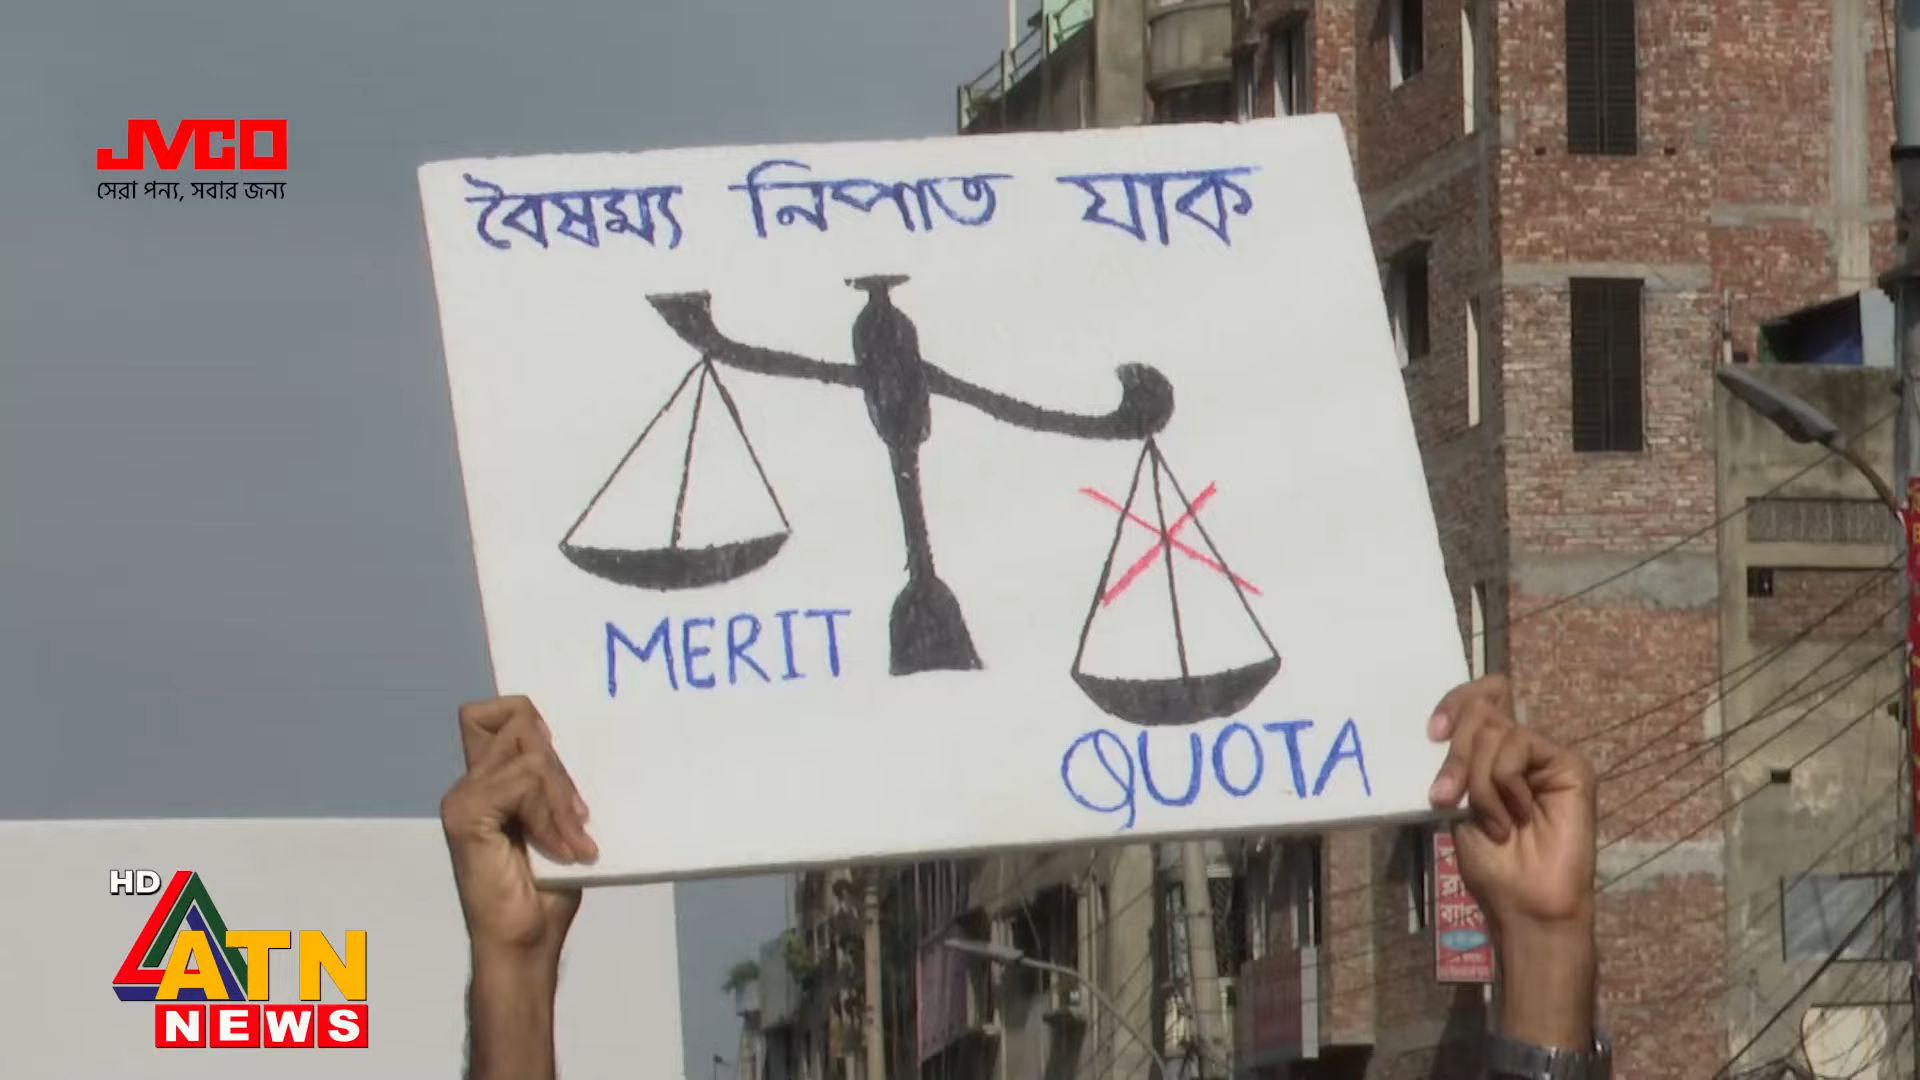 JVCO
সেরা পন্য, সবার জন্য
বৈষম্য নিপাত যাক
MERIT
QUOTA
HD
ATN
NEWS